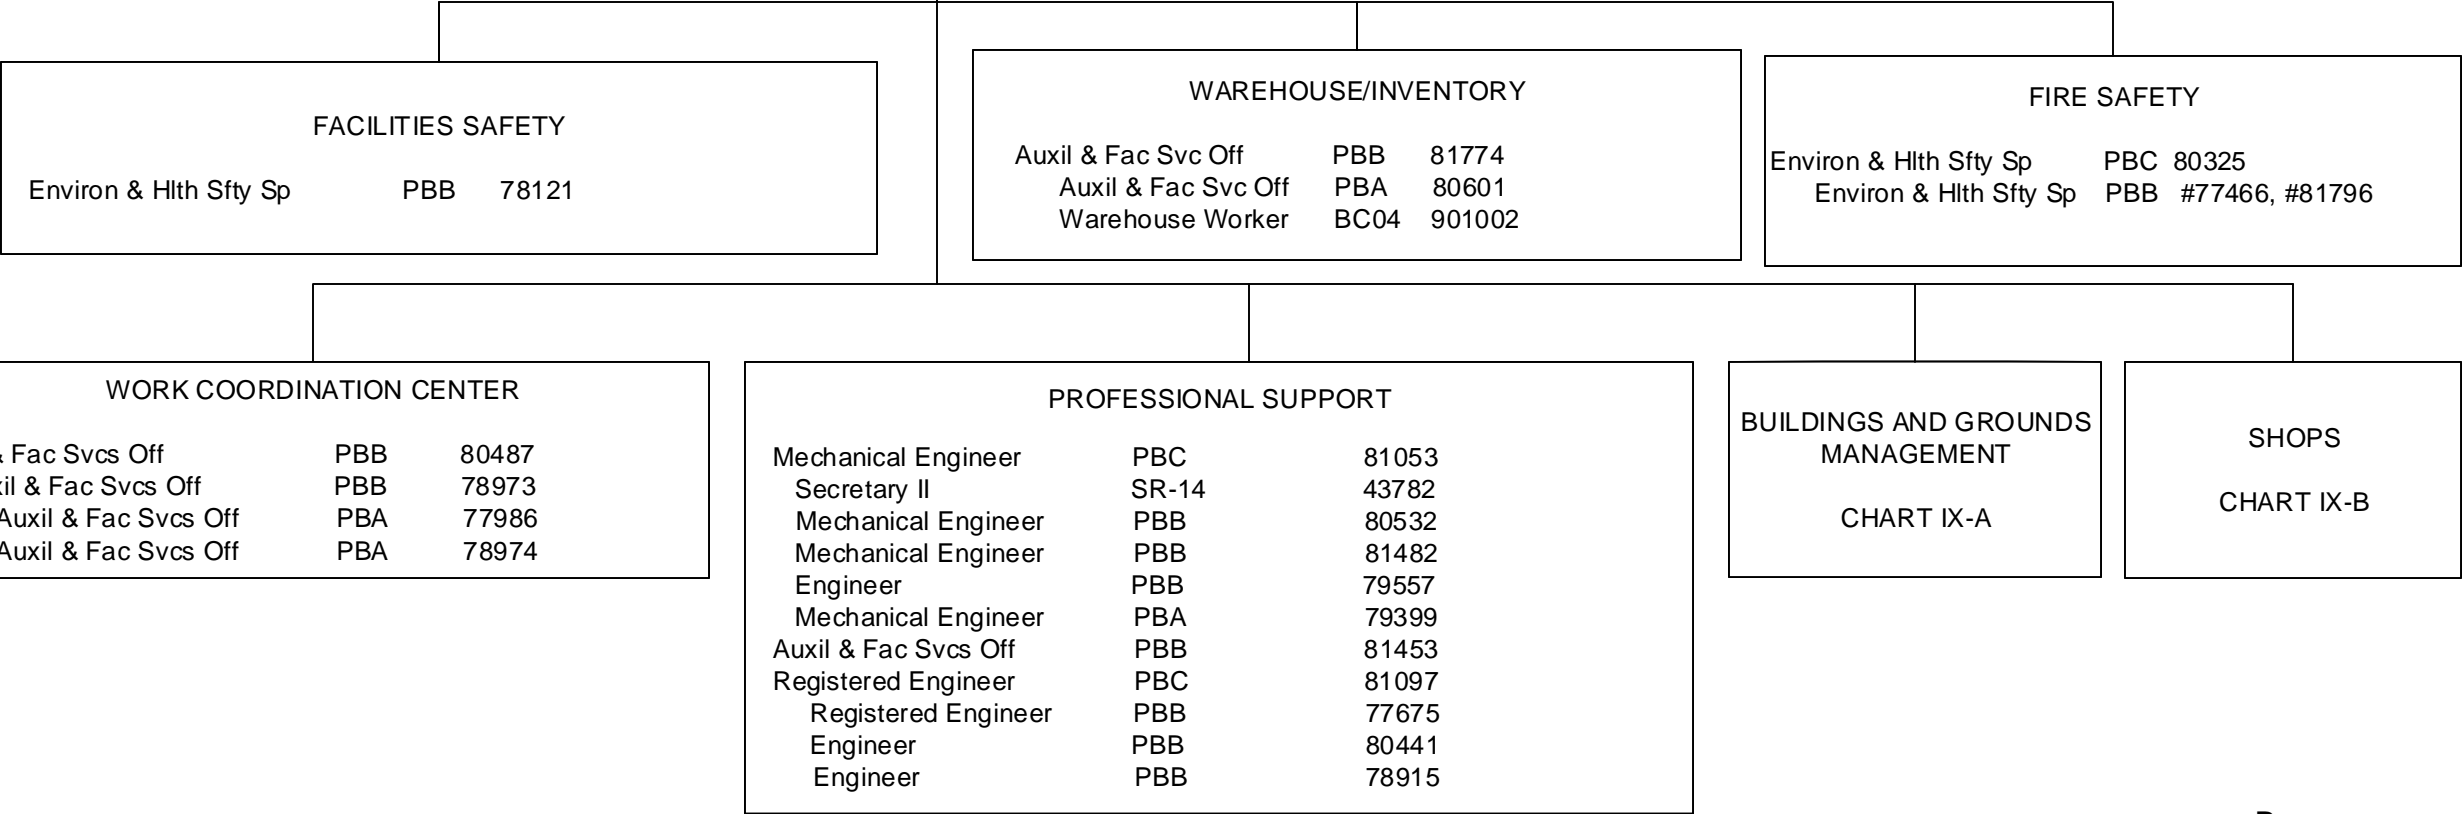 FACILITIES SAFETY
Environ & Hlth Sfty Sp PBB 78121
WAREHOUSE/INVENTORY
Auxil & Fac Svc Off PBB 81774
Auxil & Fac Svc Off PBA 80601
Warehouse Worker BC04 901002
FIRE SAFETY
Environ & Hlth Sfty Sp PBC 80325
Environ & Hlth Sfty Sp PBB #77466, #81796
WORK COORDINATION CENTER
& Fac Svcs Off PBB 80487
xil & Fac Svcs Off PBB 78973
Auxil & Fac Svcs Off PBA 77986
Auxil & Fac Svcs Off PBA 78974
PROFESSIONAL SUPPORT
Mechanical Engineer PBC 81053
Secretary II SR-14 43782
Mechanical Engineer PBB 80532
Mechanical Engineer PBB 81482
Engineer PBB 79557
Mechanical Engineer PBA 79399
Auxil & Fac Svcs Off PBB 81453
Registered Engineer PBC 81097
Registered Engineer PBB 77675
Engineer PBB 80441
Engineer PBB 78915
BUILDINGS AND GROUNDS
MANAGEMENT
CHART IX-A
SHOPS
CHART IX-B